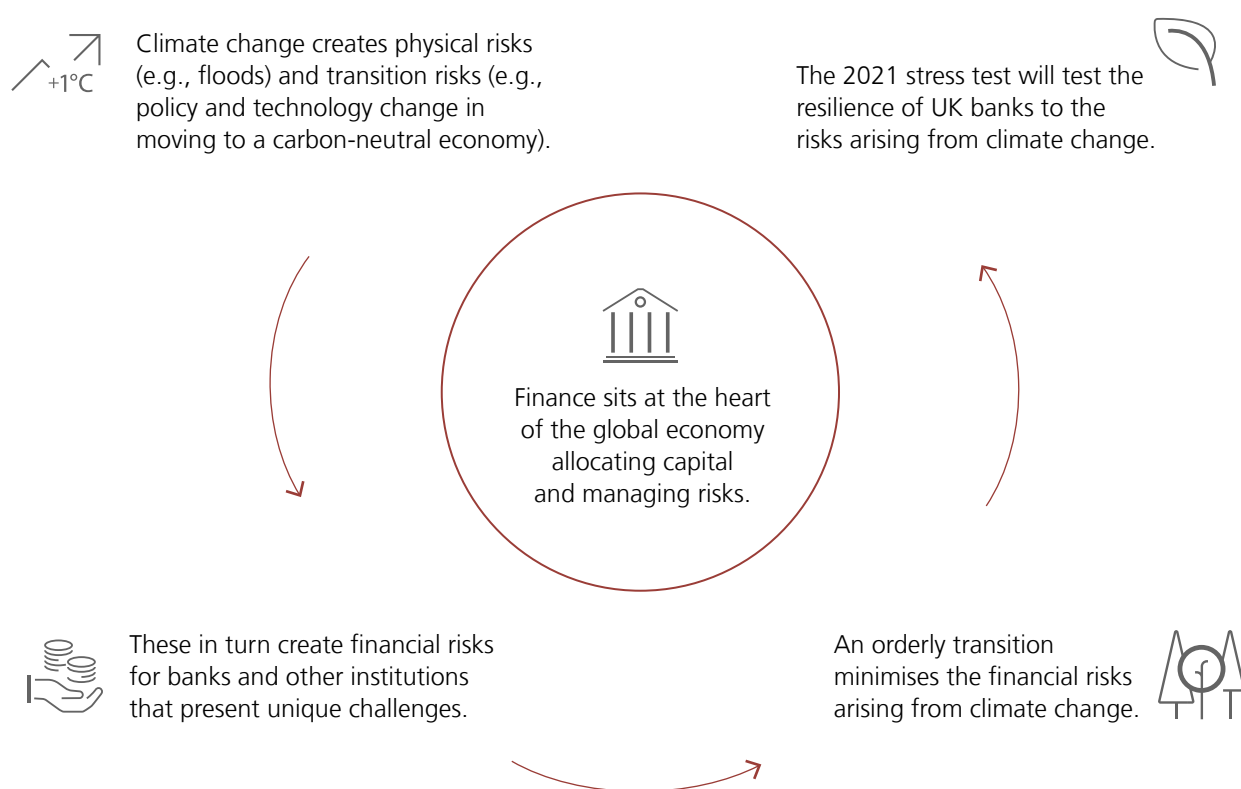 +1°C
Climate change creates physical risks
(e.g., floods) and transition risks (e.g.,
policy and technology change in
moving to a carbon-neutral economy).
The 2021 stress test will test the
resilience of UK banks to the
risks arising from climate change.
Finance sits at the heart
of the global economy
allocating capital
and managing risks.
These in turn create financial risks
for banks and other institutions
that present unique challenges.
An orderly transition
minimises the financial risks
arising from climate change.